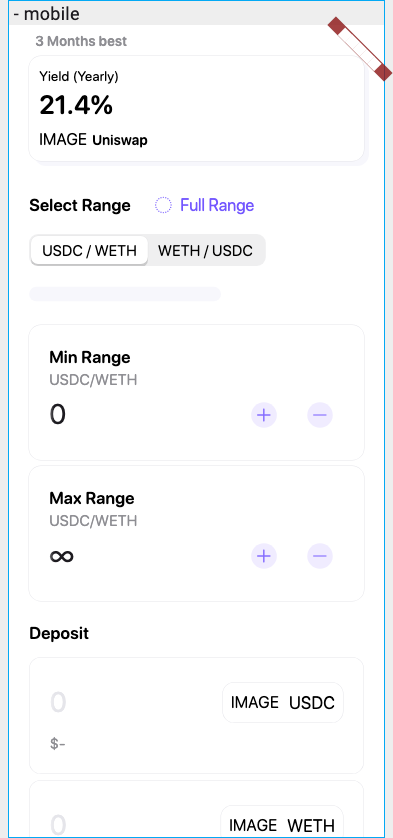 - mobile
3 Months best
Yield (Yearly)
21.4%
IMAGE Uniswap
Select Range Full Range
USDC / WETH WETH / USDC
Min Range
USDC/WETH
0
Max Range
USDC/WETH
∞
Deposit
0 IMAGE USDC
$-
0 IMAGE WETH